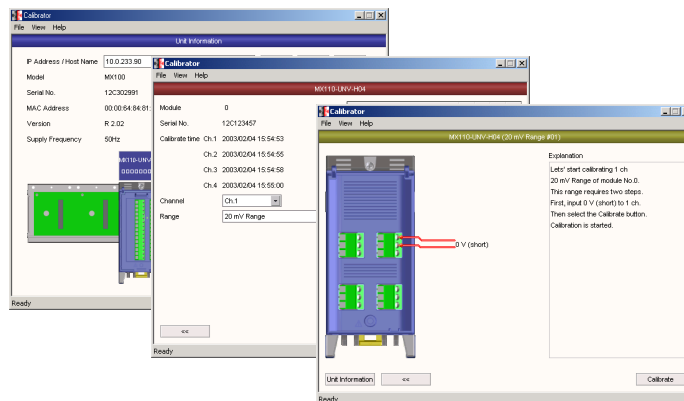 Calibrator
File View Help
Unit Information
IP Address / Host Name 10.0.233.90
Model MX100
Serial No. 12C302991
MAC Address 00:00:64:84:81:
Version R 2.02
Supply Frequency 50Hz
MX110-UNV
Ready
Calibrator
File View Help
MX110-UNV-H04
Module 0
Serial No. 12C123457
Calibrate time Ch.1 2003/02/04 15:54:53
Ch.2 2003/02/04 15:54:55
Ch.3 2003/02/04 15:54:58
Ch.4 2003/02/04 15:55:00
Channel Ch.1
Range 20 mV Range
<<
Ready
Calibrator
File View Help
MX110-UNV-H04 (20 mV Range #01)
0 V (short)
Explanation
Lets' start calibrating 1 ch
20 mV Range of module No.0.
This range requires two steps.
First, input 0 V (short) to 1 ch.
Then select the Calibrate button.
Calibration is started.
Unit Information << Calibrate
Ready